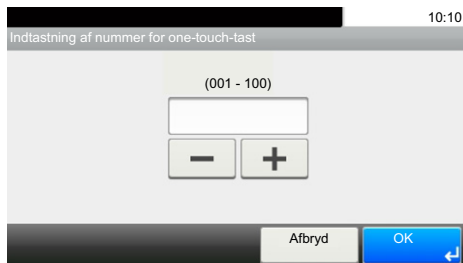 10:10
Indtastning af nummer for one-touch-tast
(001 - 100)
Afbryd
OK